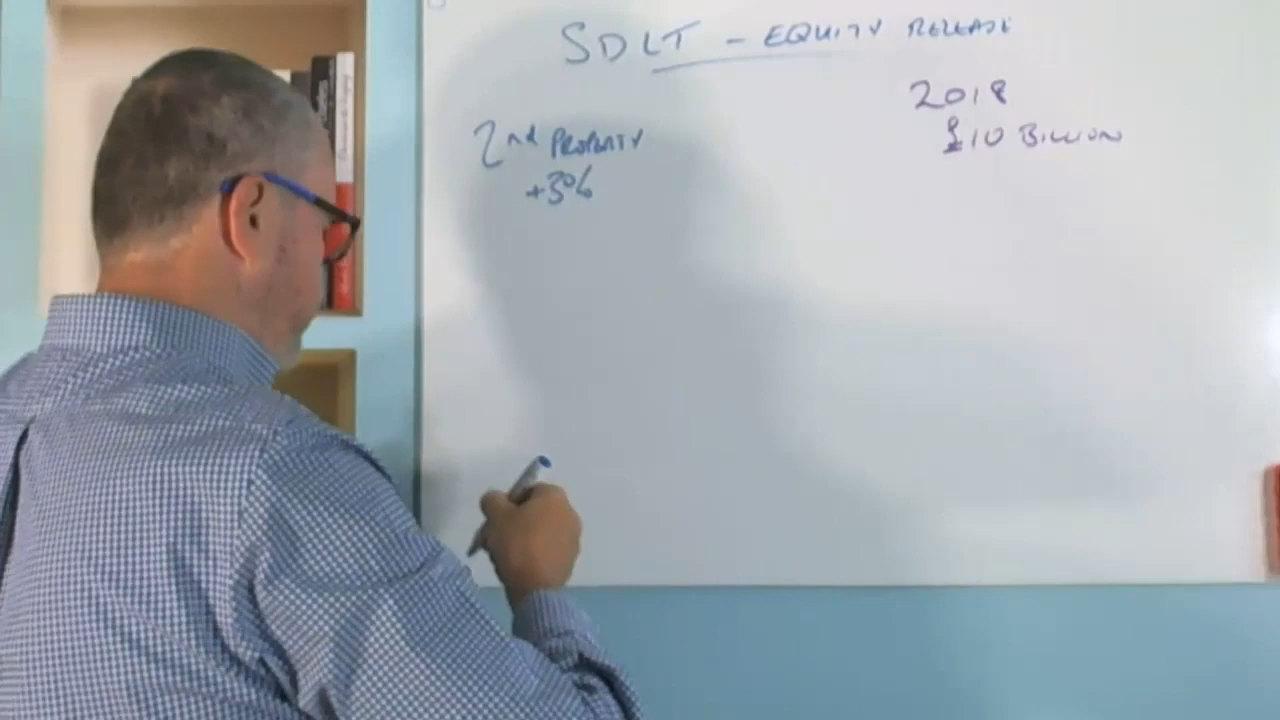 SDLT - EQUITY RELEASE
2018
£10 BILLION
2nd PROPERTY
+3%